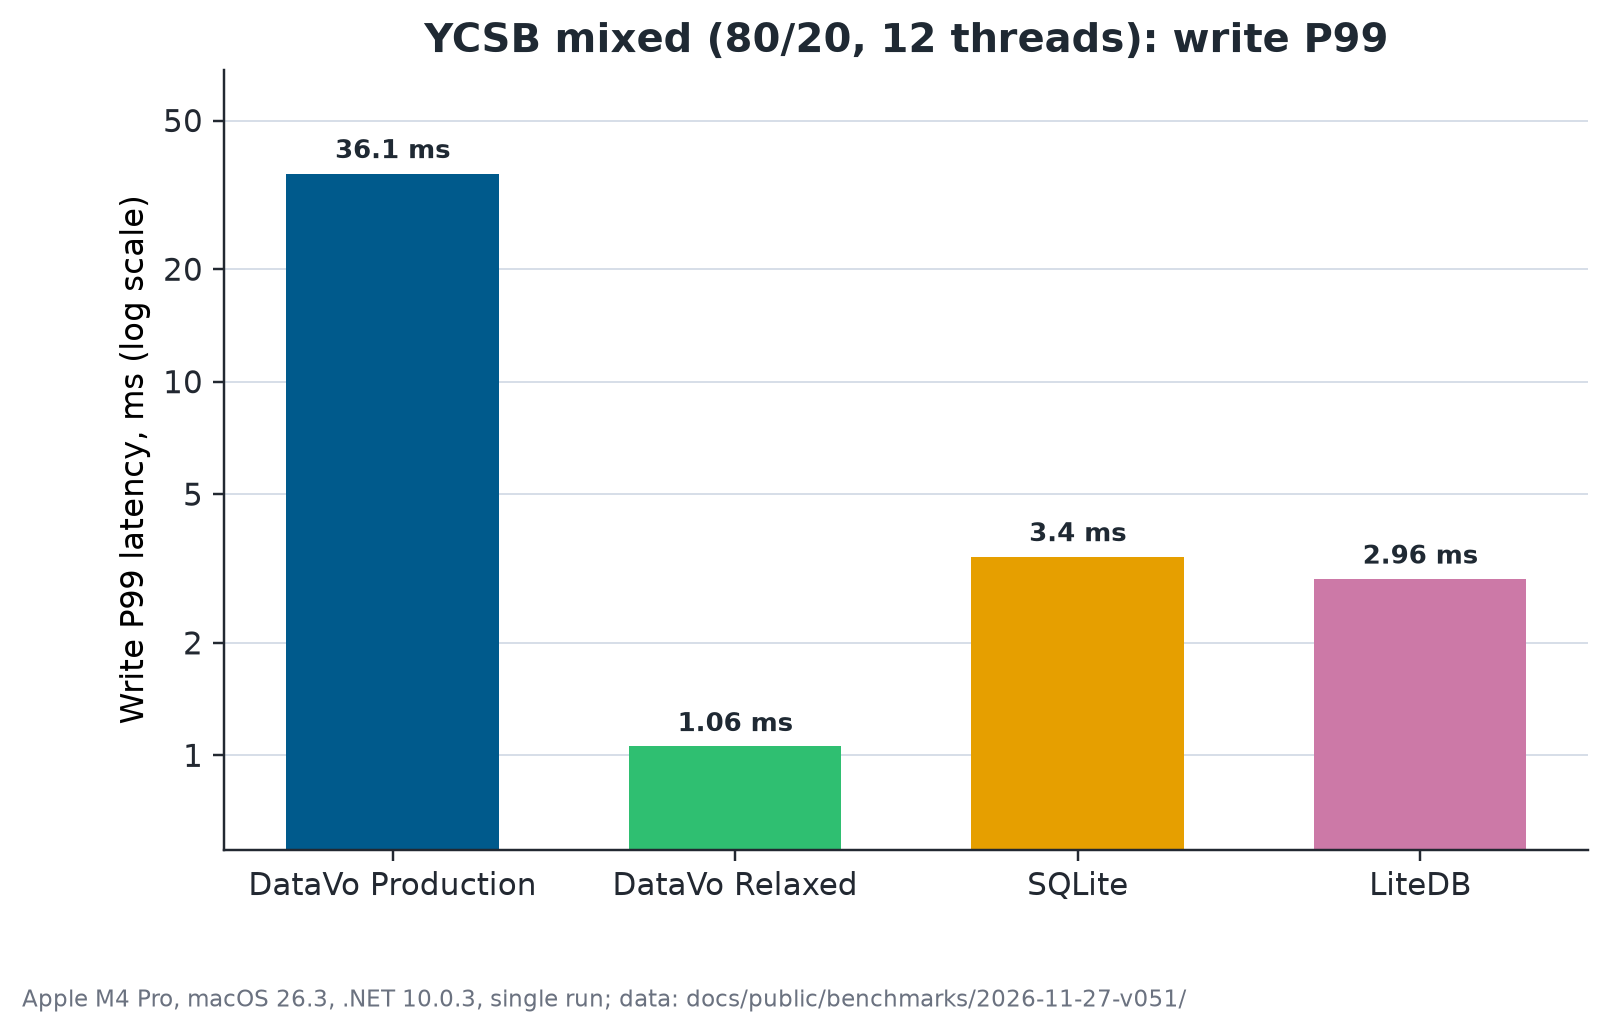 YCSB mixed (80/20, 12 threads): write P99
Write P99 latency, ms (log scale)
50
20
10
5
2
1
36.1 ms
1.06 ms
3.4 ms
2.96 ms
DataVo Production
DataVo Relaxed
SQLite
LiteDB
Apple M4 Pro, macOS 26.3, .NET 10.0.3, single run; data: docs/public/benchmarks/2026-11-27-v051/